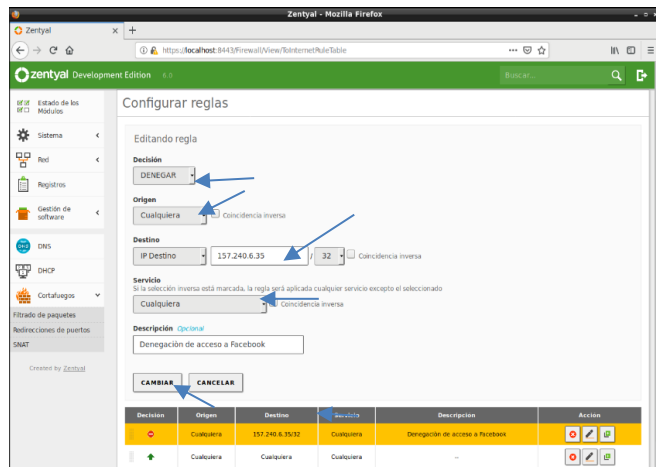 Zentyal - Mozilla Firefox
Zentyal
https://localhost:8443/Firewall/View/ToInternetRuleTable
zentyal Development Edition 6.0
Buscar...
Estado de los
Módulos
Sistema
Red
Registros
Gestión de
software
DNS
DHCP
Cortafuegos
Filtrado de paquetes
Redirecciones de puertos
SNAT
Created by Zentyal
Configurar reglas
Editando regla
Decisión
DENEGAR
Origen
Cualquiera Coincidencia inversa
Destino
IP Destino 157.240.6.35 / 32 Coincidencia inversa
Servicio
Si la selección inversa está marcada, la regla será aplicada cualquier servicio excepto el seleccionado
Cualquiera Coincidencia inversa
Descripción Opcional
Denegaciòn de acceso a Facebook
CAMBIAR CANCELAR
Decisión Origen Destino Servicio Descripción Acción
Cualquiera 157.240.6.35/32 Cualquiera Denegaciòn de acceso a Facebook
Cualquiera Cualquiera Cualquiera --